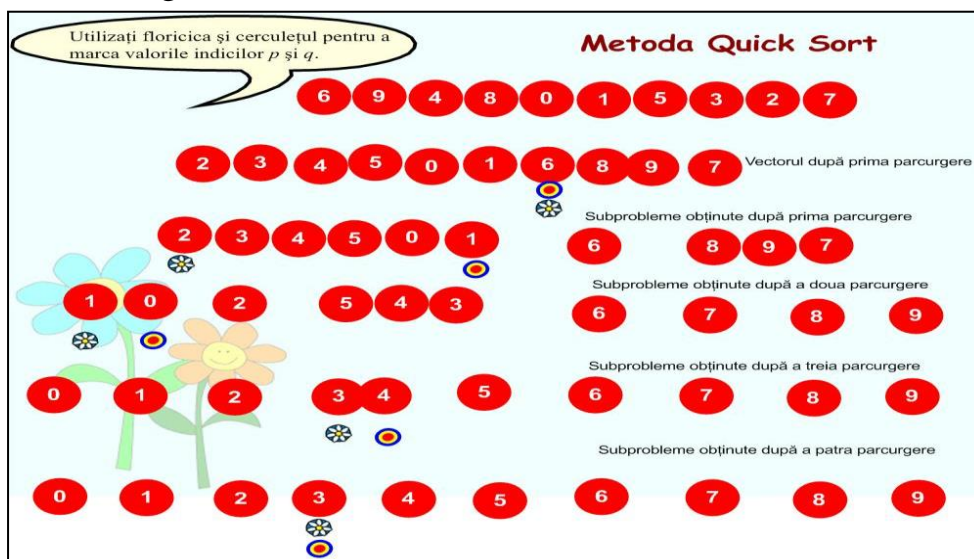 Utilizați floricica și cerculețul pentru a
marca valorile indicilor p și q.
Metoda Quick Sort
6 9 4 8 0 1 5 3 2 7
2 3 4 5 0 1 6 8 9 7 Vectorul după prima parcurgere
Subprobleme obținute după prima parcurgere
2 3 4 5 0 1 6 8 9 7
Subprobleme obținute după a doua parcurgere
1 0 2 5 4 3 6 7 8 9
Subprobleme obținute după a treia parcurgere
0 1 2 3 4 5 6 7 8 9
Subprobleme obținute după a patra parcurgere
0 1 2 3 4 5 6 7 8 9